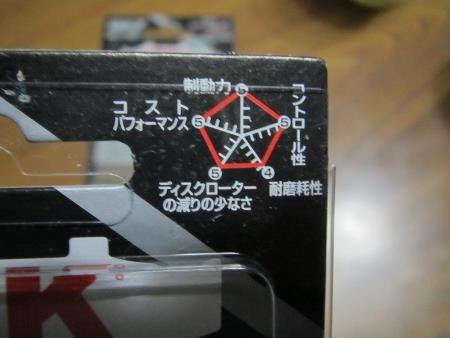 制動力
5
コントロール性
5
コスト
パフォーマンス
5
5
4
ディスクローター
の減りの少なさ
耐磨耗性
K